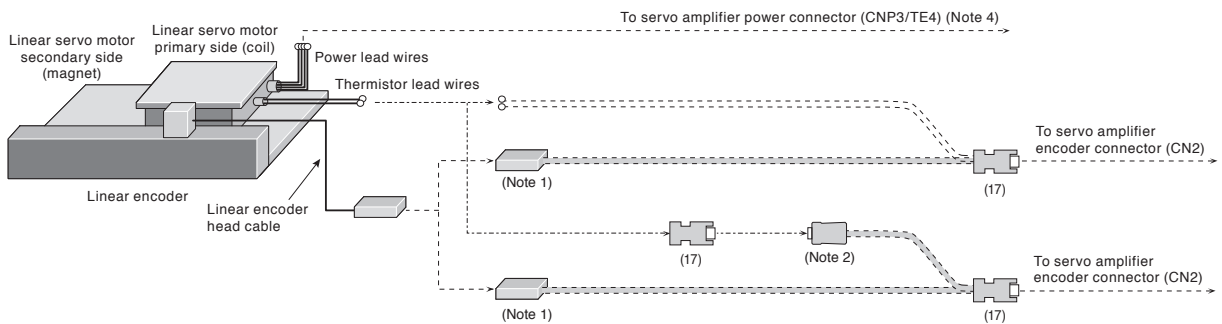 To servo amplifier power connector (CNP3/TE4) (Note 4)
Linear servo motor
secondary side
(magnet)
Linear servo motor
primary side (coil)
Power lead wires
Thermistor lead wires
To servo amplifier
encoder connector (CN2)
(Note 1)
(17)
Linear encoder
Linear encoder
head cable
(17)
(Note 2)
To servo amplifier
encoder connector (CN2)
(Note 1)
(17)